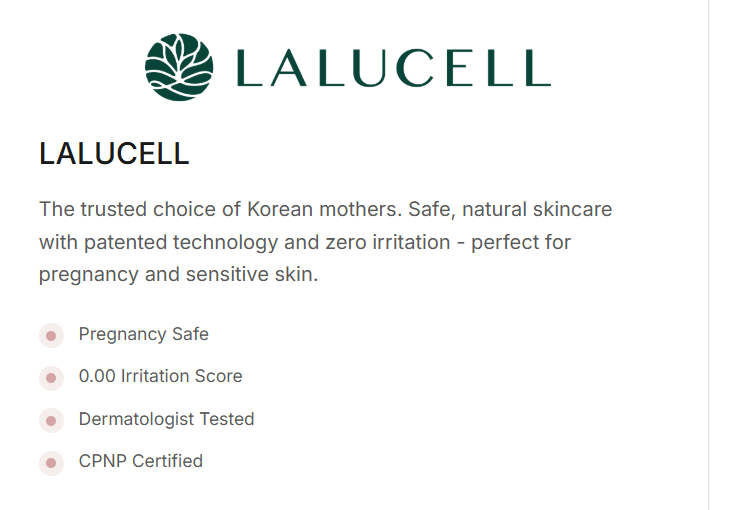 LALUCELL
LALUCELL
The trusted choice of Korean mothers. Safe, natural skincare
with patented technology and zero irritation - perfect for
pregnancy and sensitive skin.
Pregnancy Safe
0.00 Irritation Score
Dermatologist Tested
CPNP Certified